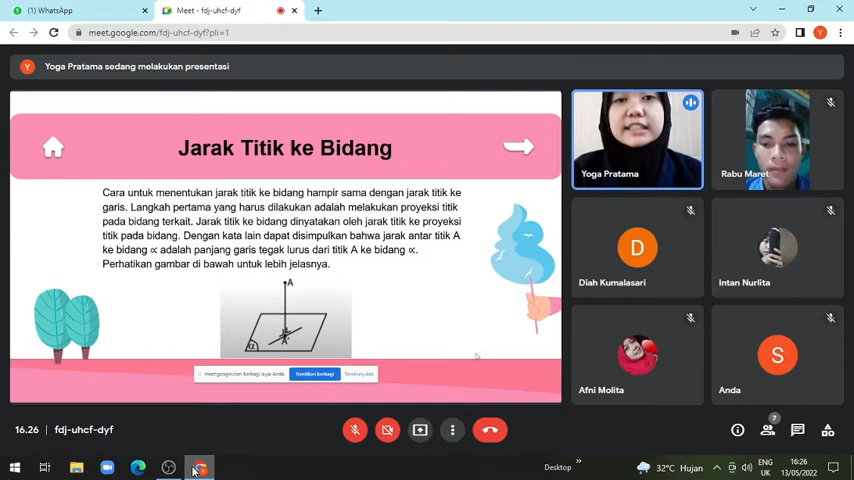 (1) WhatsApp
Meet - fdj-uhcf-dyf
meet.google.com/fdj-uhcf-dyf?pli=1
Y
Y
Yoga Pratama sedang melakukan presentasi
Jarak Titik ke Bidang
Cara untuk menentukan jarak titik ke bidang hampir sama dengan jarak titik ke
garis. Langkah pertama yang harus dilakukan adalah melakukan proyeksi titik
pada bidang terkait. Jarak titik ke bidang dinyatakan oleh jarak titik ke proyeksi
titik pada bidang. Dengan kata lain dapat disimpulkan bahwa jarak antar titik A
ke bidang ∝ adalah panjang garis tegak lurus dari titik A ke bidang ∝.
Perhatikan gambar di bawah untuk lebih jelasnya.
A
A'
α
meet.google.com berbagi layar Anda.
Hentikan berbagi
Sembunyikan
Yoga Pratama
Rabu Maret
D
Diah Kumalasari
Intan Nurlita
Afni Molita
S
Anda
16.26
fdj-uhcf-dyf
7
Desktop
32°C Hujan
ENG
UK
16:26
13/05/2022